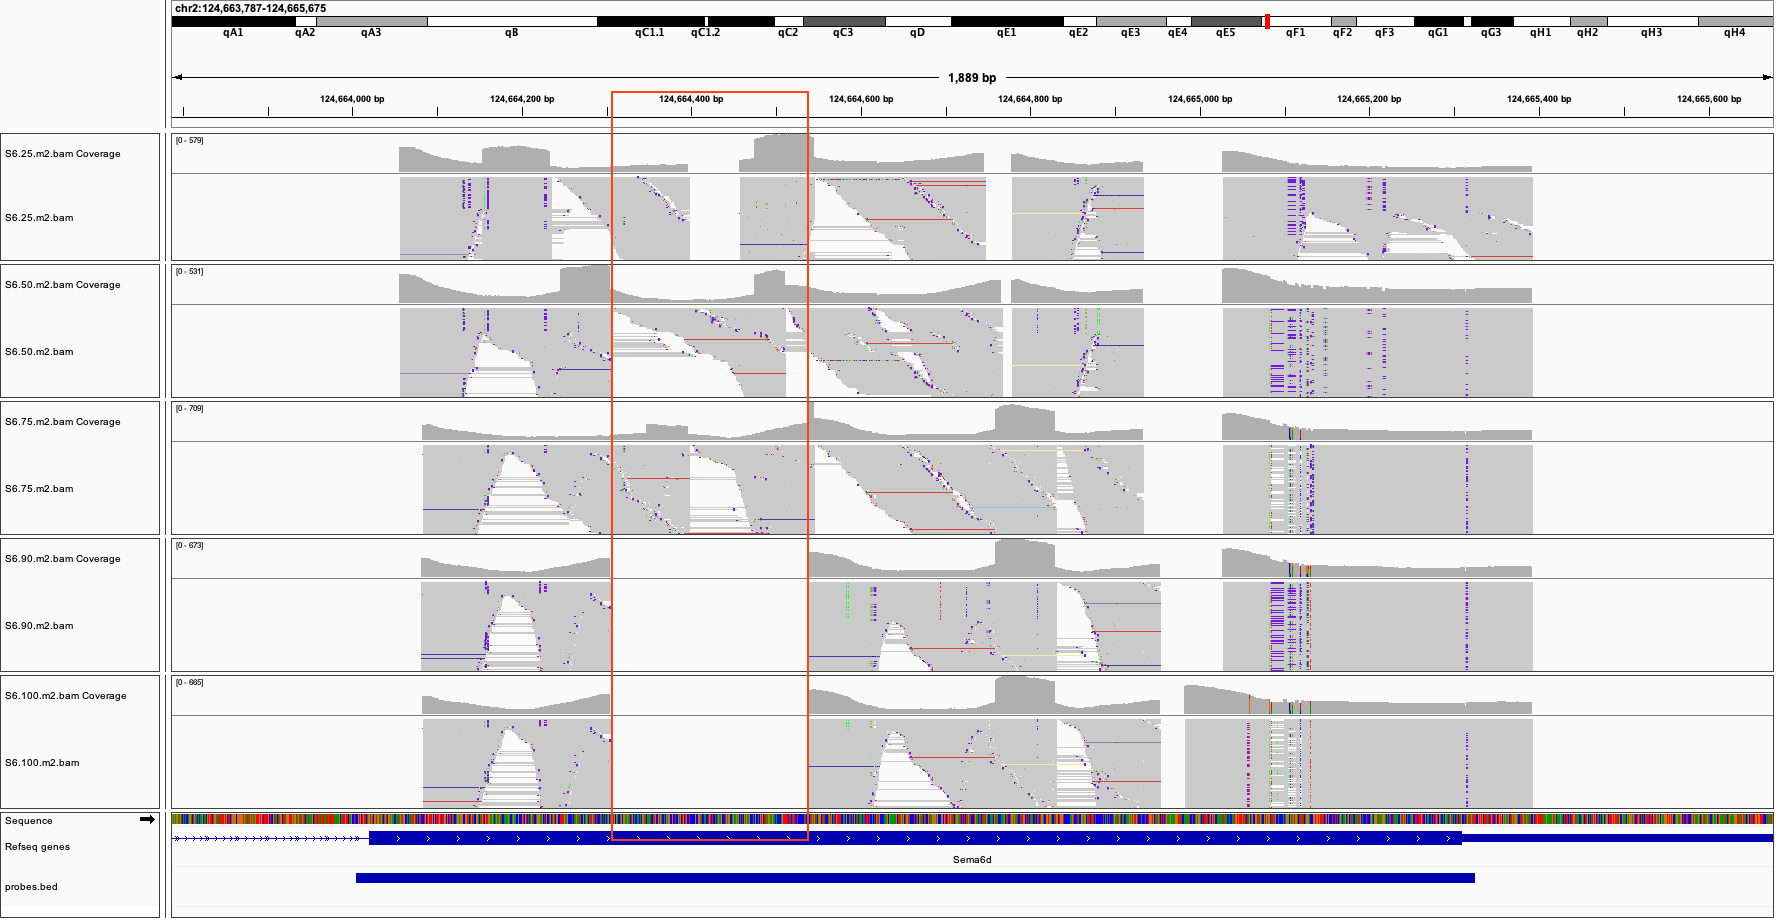 chr2:124,663,787-124,665,675
qA1 qA2 qA3 qB qC1.1 qC1.2 qC2 qC3 qD qE1 qE2 qE3 qE4 qE5 qF1 qF2 qF3 qG1 qG3 qH1 qH2 qH3 qH4
1,889 bp
124,664,000 bp 124,664,200 bp 124,664,400 bp 124,664,600 bp 124,664,800 bp 124,665,000 bp 124,665,200 bp 124,665,400 bp 124,665,600 bp
[0 - 579]
S6.25.m2.bam Coverage
S6.25.m2.bam
[0 - 531]
S6.50.m2.bam Coverage
S6.50.m2.bam
[0 - 709]
S6.75.m2.bam Coverage
S6.75.m2.bam
[0 - 673]
S6.90.m2.bam Coverage
S6.90.m2.bam
[0 - 665]
S6.100.m2.bam Coverage
S6.100.m2.bam
Sequence
Refseq genes
Sema6d
probes.bed